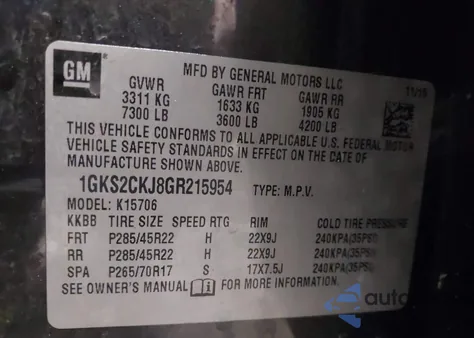 GM
MFD BY GENERAL MOTORS LLC
11/15
GVWR GAWR FRT GAWR RR
3311 KG 1633 KG 1905 KG
7300 LB 3600 LB 4200 LB
THIS VEHICLE CONFORMS TO ALL APPLICABLE U.S. FEDERAL MOTOR
VEHICLE SAFETY STANDARDS IN EFFECT ON THE DATE OF
MANUFACTURE SHOWN ABOVE.
1GKS2CKJ8GR215954 TYPE: M.P.V.
MODEL: K15706
KKBB TIRE SIZE SPEED RTG RIM COLD TIRE PRESSURE
FRT P285/45R22 H 22X9J 240KPA(35PSI)
RR P285/45R22 H 22X9J 240KPA(35PSI)
SPA P265/70R17 S 17X7.5J 240KPA(35PSI)
SEE OWNER'S MANUAL i FOR MORE INFORMATION.